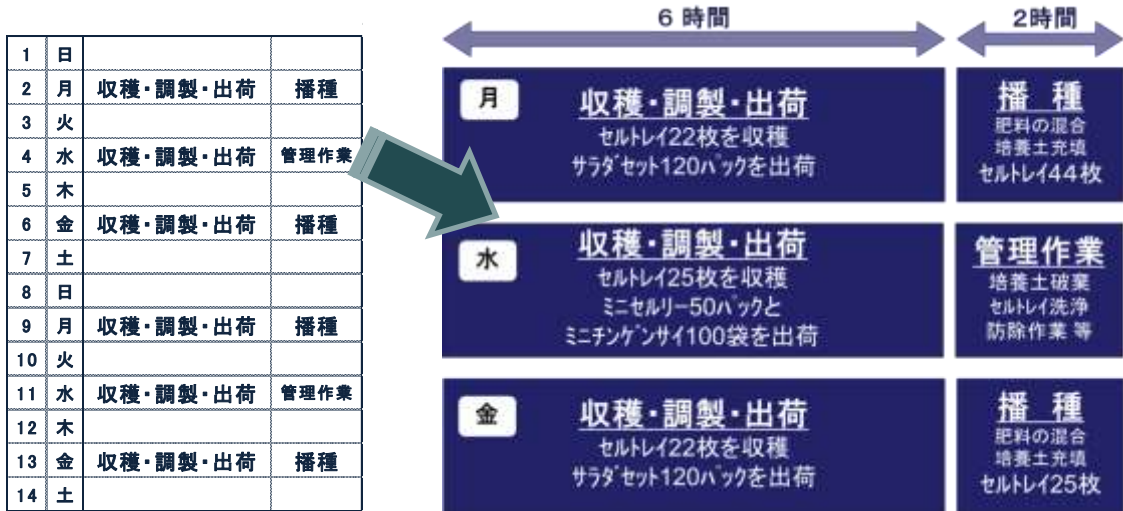 1 日
2 月 収穫・調製・出荷 播種
3 火
4 水 収穫・調製・出荷 管理作業
5 木
6 金 収穫・調製・出荷 播種
7 土
8 日
9 月 収穫・調製・出荷 播種
10 火
11 水 収穫・調製・出荷 管理作業
12 木
13 金 収穫・調製・出荷 播種
14 土
6 時間
2時間
月
収穫・調製・出荷
セルトレイ22枚を収穫
サラダセット120パックを出荷
播 種
肥料の混合
培養土充填
セルトレイ44枚
水
収穫・調製・出荷
セルトレイ25枚を収穫
ミニセルリー50パックと
ミニチンゲンサイ100袋を出荷
管理作業
培養土破棄
セルトレイ洗浄
防除作業 等
金
収穫・調製・出荷
セルトレイ22枚を収穫
サラダセット120パックを出荷
播 種
肥料の混合
培養土充填
セルトレイ25枚